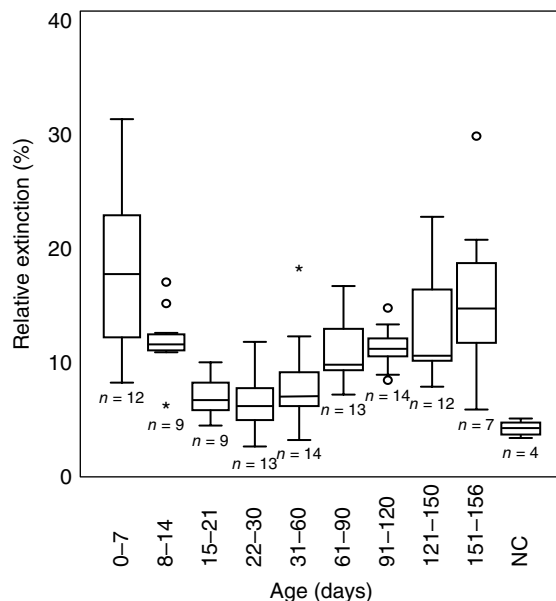 40
30
20
10
0
Relative extinction (%)
n = 12
n = 9
n = 9
n = 13
n = 14
n = 13
n = 14
n = 12
n = 7
n = 4
0–7
8–14
15–21
22–30
31–60
61–90
91–120
121–150
151–156
NC
Age (days)